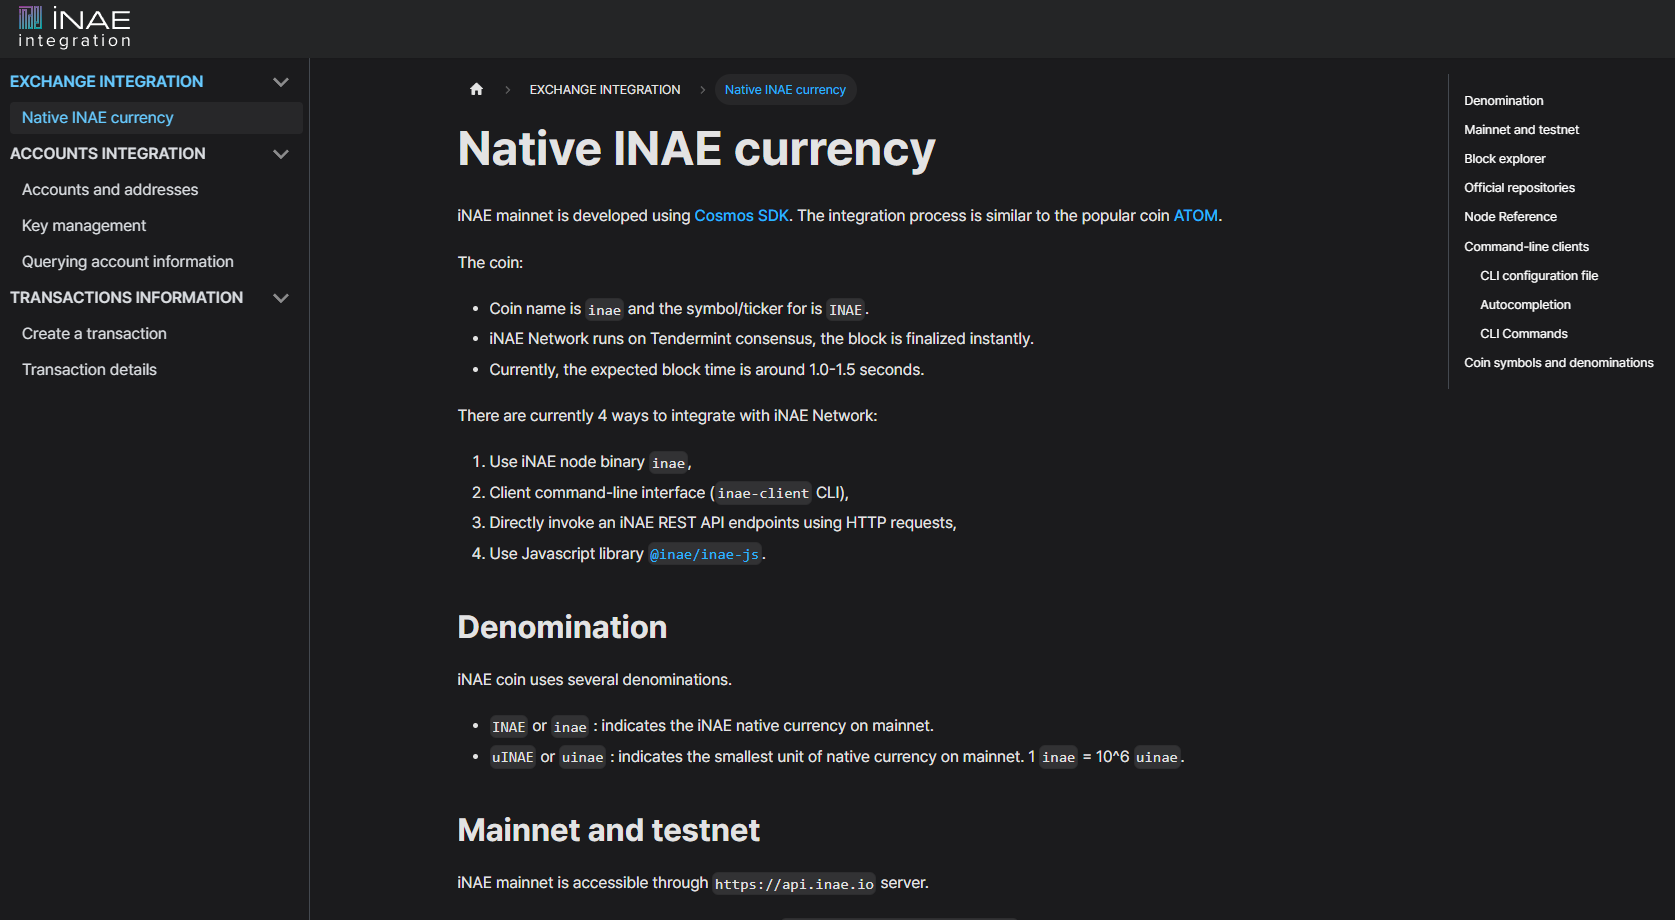 iNAE
integration
EXCHANGE INTEGRATION
Native INAE currency
ACCOUNTS INTEGRATION
Accounts and addresses
Key management
Querying account information
TRANSACTIONS INFORMATION
Create a transaction
Transaction details
EXCHANGE INTEGRATION
Native INAE currency
Native INAE currency
iNAE mainnet is developed using Cosmos SDK. The integration process is similar to the popular coin ATOM.
The coin:
• Coin name is inae and the symbol/ticker for is INAE.
• iNAE Network runs on Tendermint consensus, the block is finalized instantly.
• Currently, the expected block time is around 1.0-1.5 seconds.
There are currently 4 ways to integrate with iNAE Network:
1. Use iNAE node binary inae,
2. Client command-line interface (inae-client CLI),
3. Directly invoke an iNAE REST API endpoints using HTTP requests,
4. Use Javascript library @inae/inae-js.
Denomination
iNAE coin uses several denominations.
• INAE or inae : indicates the iNAE native currency on mainnet.
• uINAE or uinae : indicates the smallest unit of native currency on mainnet. 1 inae = 10^6 uinae.
Mainnet and testnet
iNAE mainnet is accessible through https://api.inae.io server.
Denomination
Mainnet and testnet
Block explorer
Official repositories
Node Reference
Command-line clients
CLI configuration file
Autocompletion
CLI Commands
Coin symbols and denominations